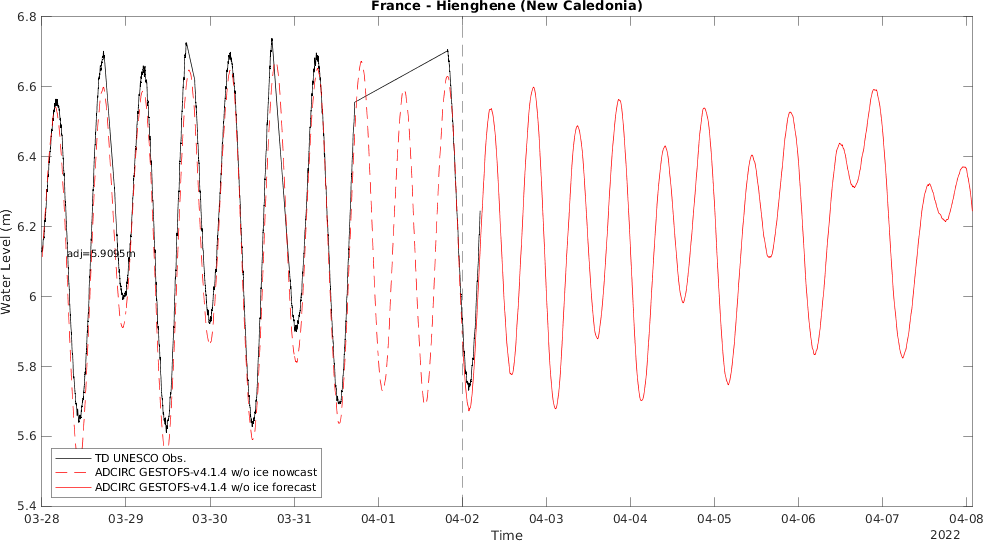 France - Hienghene (New Caledonia)
6.8
6.6
6.4
6.2
6
5.8
5.6
5.4
Water Level (m)
adj=5.9095m
TD UNESCO Obs.
ADCIRC GESTOFS-v4.1.4 w/o ice nowcast
ADCIRC GESTOFS-v4.1.4 w/o ice forecast
03-28 03-29 03-30 03-31 04-01 04-02 04-03 04-04 04-05 04-06 04-07 04-08
Time
2022